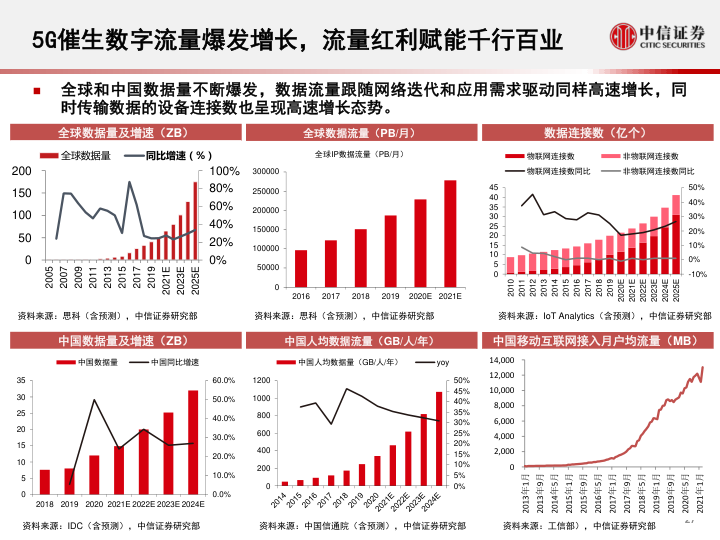 5G催生数字流量爆发增长，流量红利赋能千行百业
中信证券
CITIC SECURITIES
全球和中国数据量不断爆发，数据流量跟随网络迭代和应用需求驱动同样高速增长，同
时传输数据的设备连接数也呈现高速增长态势。
全球数据量及增速（ZB）
全球数据量 同比增速（%）
200 150 100 50 0
100% 80% 60% 40% 20% 0%
2005 2007 2009 2011 2013 2015 2017 2019 2021E 2023E 2025E
资料来源：思科（含预测），中信证券研究部
全球数据流量（PB/月）
全球IP数据流量（PB/月）
300000 250000 200000 150000 100000 50000 0
2016 2017 2018 2019 2020E 2021E
资料来源：思科（含预测），中信证券研究部
数据连接数（亿个）
物联网连接数 非物联网连接数
物联网连接数同比 非物联网连接数同比
45 40 35 30 25 20 15 10 5 0
50% 40% 30% 20% 10% 0% -10%
2010 2011 2012 2013 2014 2015 2016 2017 2018 2019 2020E 2021E 2022E 2023E 2024E 2025E
资料来源：IoT Analytics（含预测），中信证券研究部
中国数据量及增速（ZB）
中国数据量 中国同比增速
35 30 25 20 15 10 5 0
60.0% 50.0% 40.0% 30.0% 20.0% 10.0% 0.0%
2018 2019 2020 2021E 2022E 2023E 2024E
资料来源：IDC（含预测），中信证券研究部
中国人均数据流量（GB/人/年）
中国人均数据量（GB/人/年） yoy
1200 1000 800 600 400 200 0
50% 45% 40% 35% 30% 25% 20% 15% 10% 5% 0%
2014 2015 2016 2017 2018 2019 2020 2021E 2022E 2023E 2024E
资料来源：中国信通院（含预测），中信证券研究部
中国移动互联网接入月户均流量（MB）
14,000 12,000 10,000 8,000 6,000 4,000 2,000 0
2013年1月 2013年9月 2014年5月 2015年1月 2015年9月 2016年5月 2017年1月 2017年9月 2018年5月 2019年1月 2019年9月 2020年5月 2021年1月
资料来源：工信部），中信证券研究部